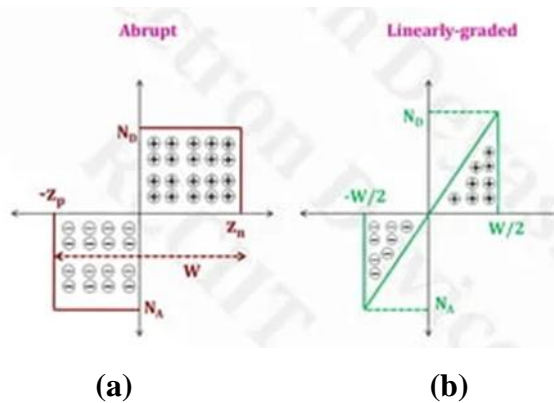 Abrupt
Linearly-graded
N_D
-Z_p
Z_n
W
N_A
N_D
-W/2
W/2
N_A
(a)
(b)